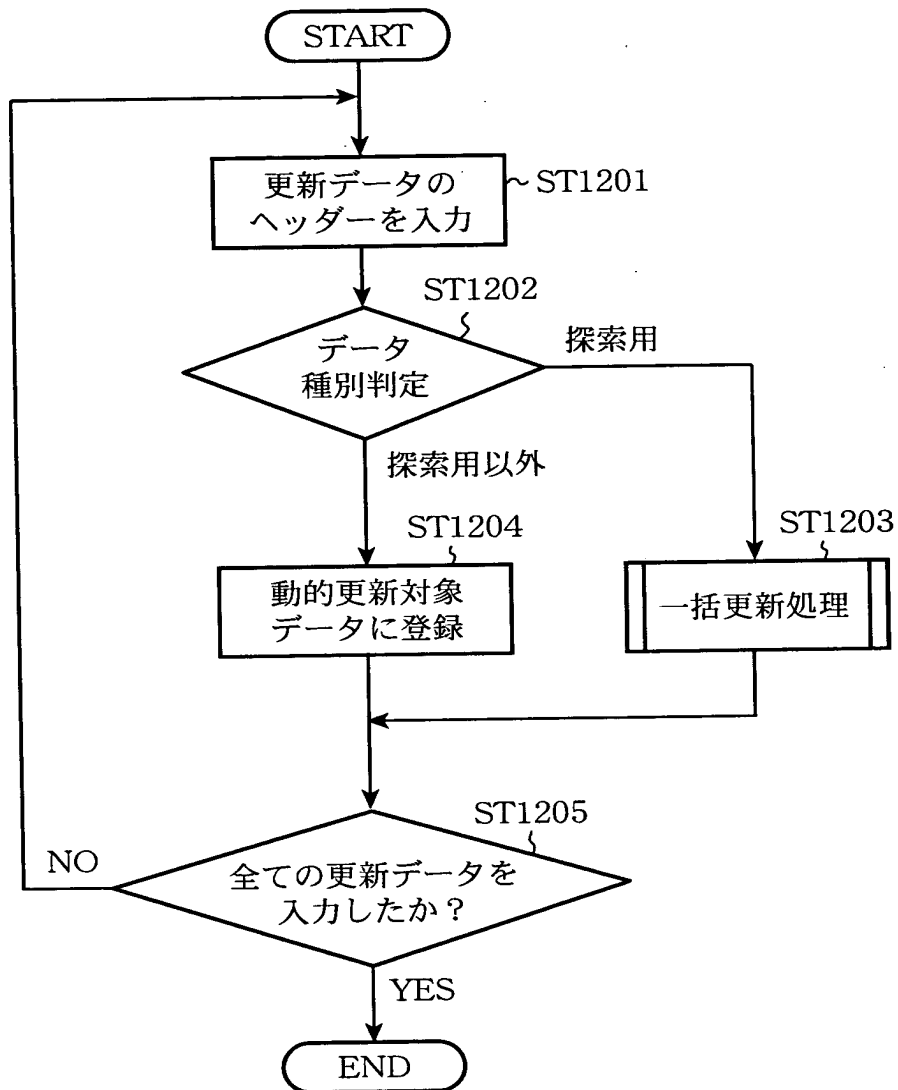 START
更新データの
ヘッダーを入力
ST1201
ST1202
データ
種別判定
探索用
探索用以外
ST1204
動的更新対象
データに登録
ST1203
一括更新処理
ST1205
全ての更新データを
入力したか？
NO
YES
END